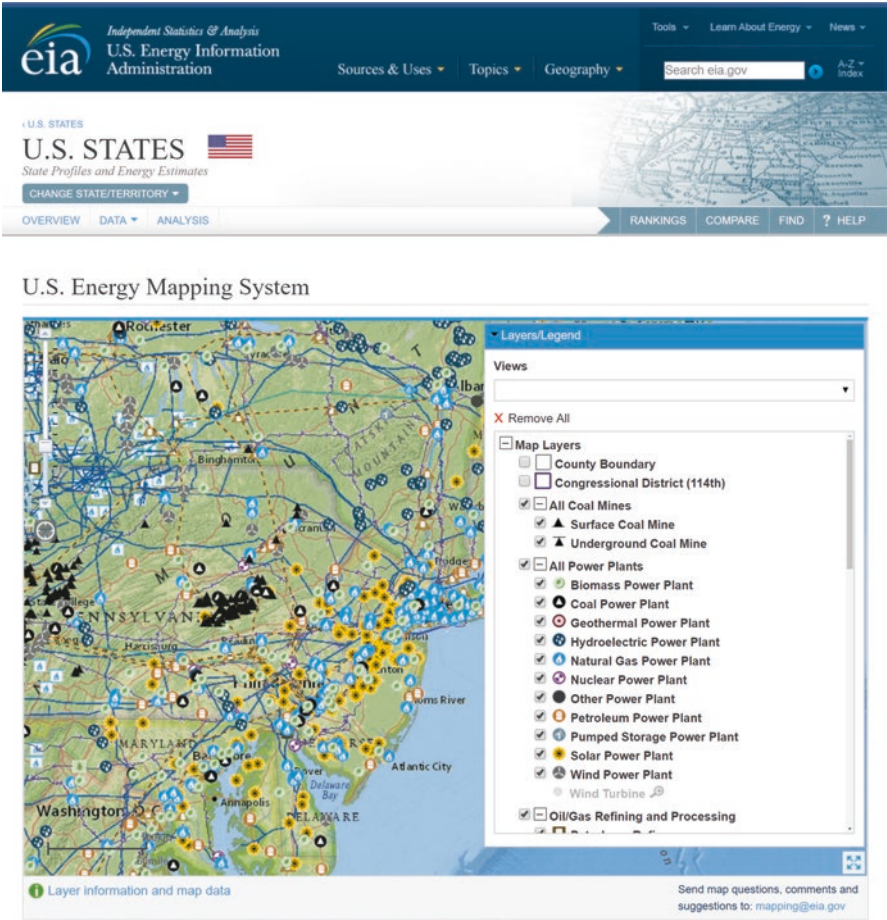 Independent Statistics & Analysis
U.S. Energy Information
Administration
eia
Tools
Learn About Energy
News
Sources & Uses
Topics
Geography
Search eia.gov
A-Z
Index
‹ U.S. STATES
U.S. STATES
State Profiles and Energy Estimates
CHANGE STATE/TERRITORY
OVERVIEW
DATA
ANALYSIS
RANKINGS
COMPARE
FIND
? HELP
U.S. Energy Mapping System
Rochester
Binghamton
Harrisburg
MARYLAND
Washington
Annapolis
Dover
Delaware
Bay
DELAWARE
Atlantic City
Toms River
Layers/Legend
Views
X Remove All
Map Layers
County Boundary
Congressional District (114th)
All Coal Mines
Surface Coal Mine
Underground Coal Mine
All Power Plants
Biomass Power Plant
Coal Power Plant
Geothermal Power Plant
Hydroelectric Power Plant
Natural Gas Power Plant
Nuclear Power Plant
Other Power Plant
Petroleum Power Plant
Pumped Storage Power Plant
Solar Power Plant
Wind Power Plant
Wind Turbine
Oil/Gas Refining and Processing
Layer information and map data
Send map questions, comments and
suggestions to: mapping@eia.gov